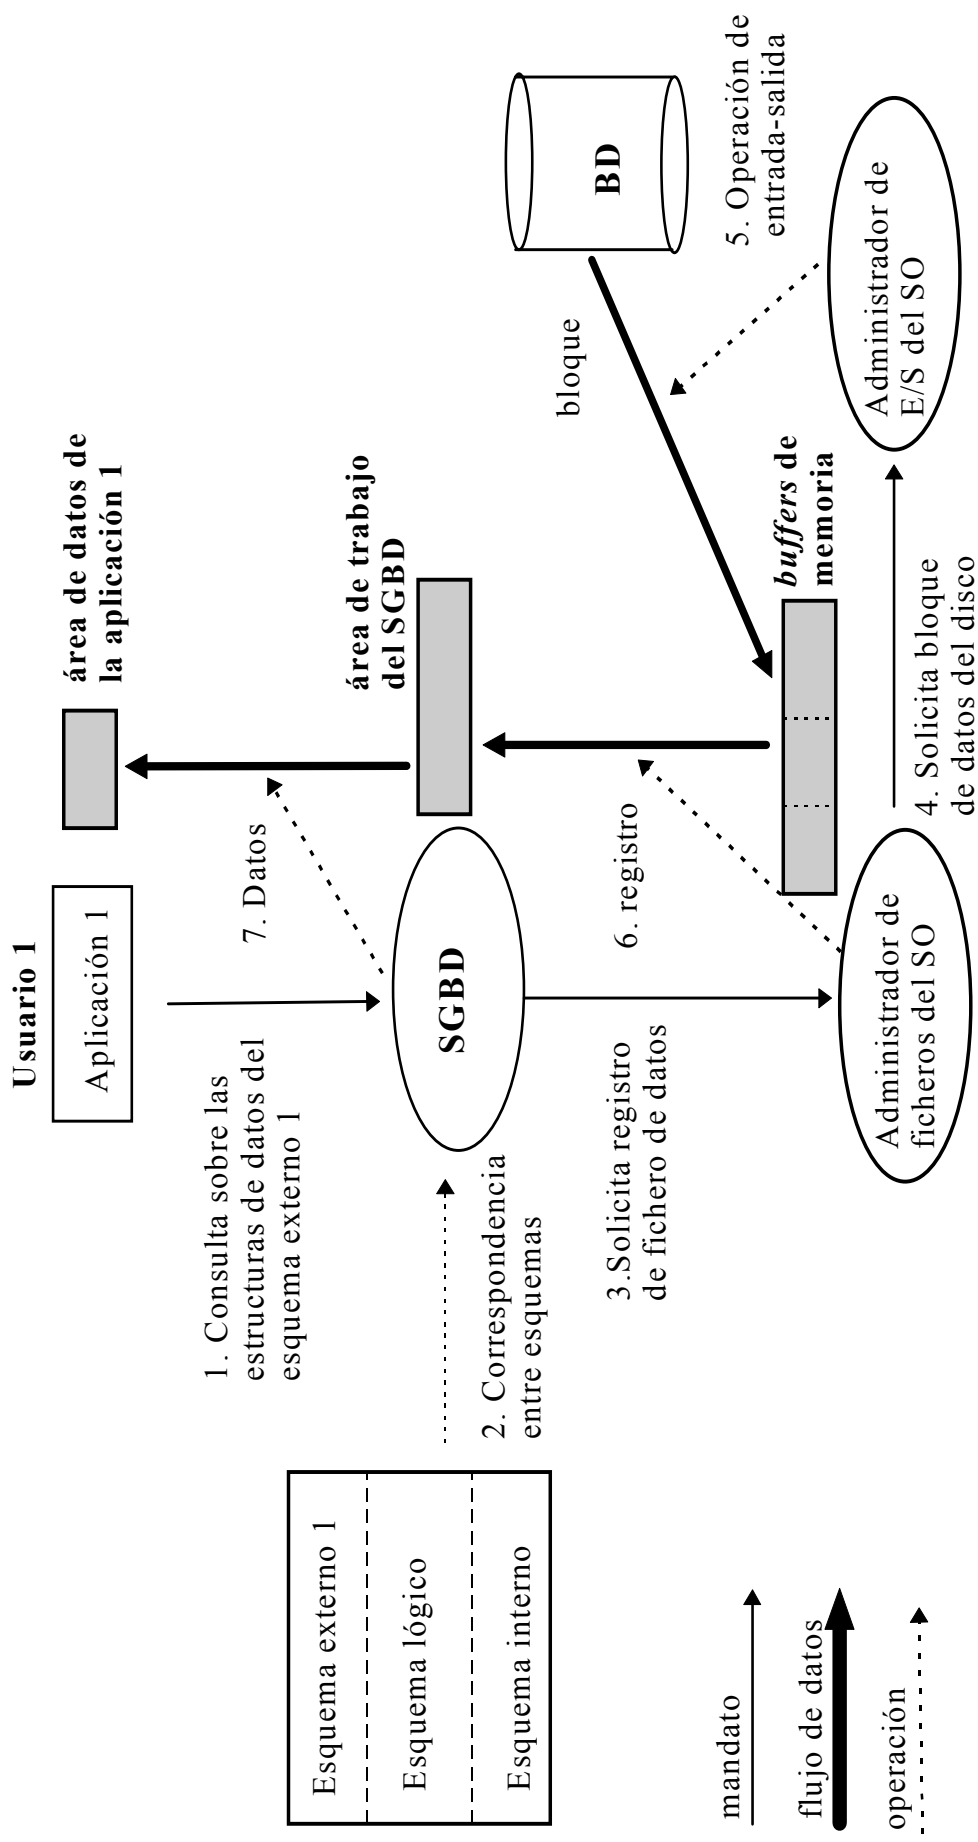 Usuario 1
Aplicación 1
área de datos de
la aplicación 1
1. Consulta sobre las
estructuras de datos del
esquema externo 1
7. Datos
Esquema externo 1
Esquema lógico
Esquema interno
2. Correspondencia
entre esquemas
SGBD
área de trabajo
del SGBD
3.Solicita registro
de fichero de datos
6. registro
bloque
BD
buffers de
memoria
5. Operación de
entrada-salida
Administrador de
ficheros del SO
4. Solicita bloque
de datos del disco
Administrador de
E/S del SO
mandato
flujo de datos
operación